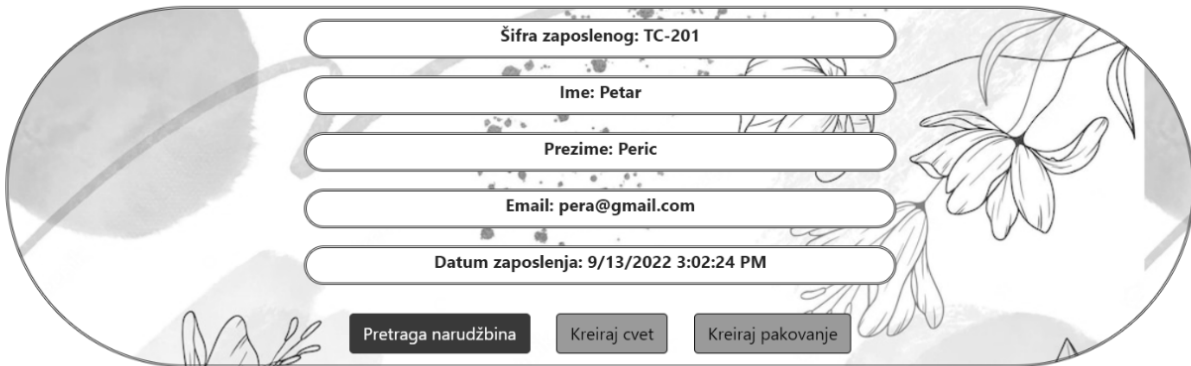 Šifra zaposlenog: TC-201
Ime: Petar
Prezime: Peric
Email: pera@gmail.com
Datum zaposlenja: 9/13/2022 3:02:24 PM
Pretraga narudžbina Kreiraj cvet Kreiraj pakovanje